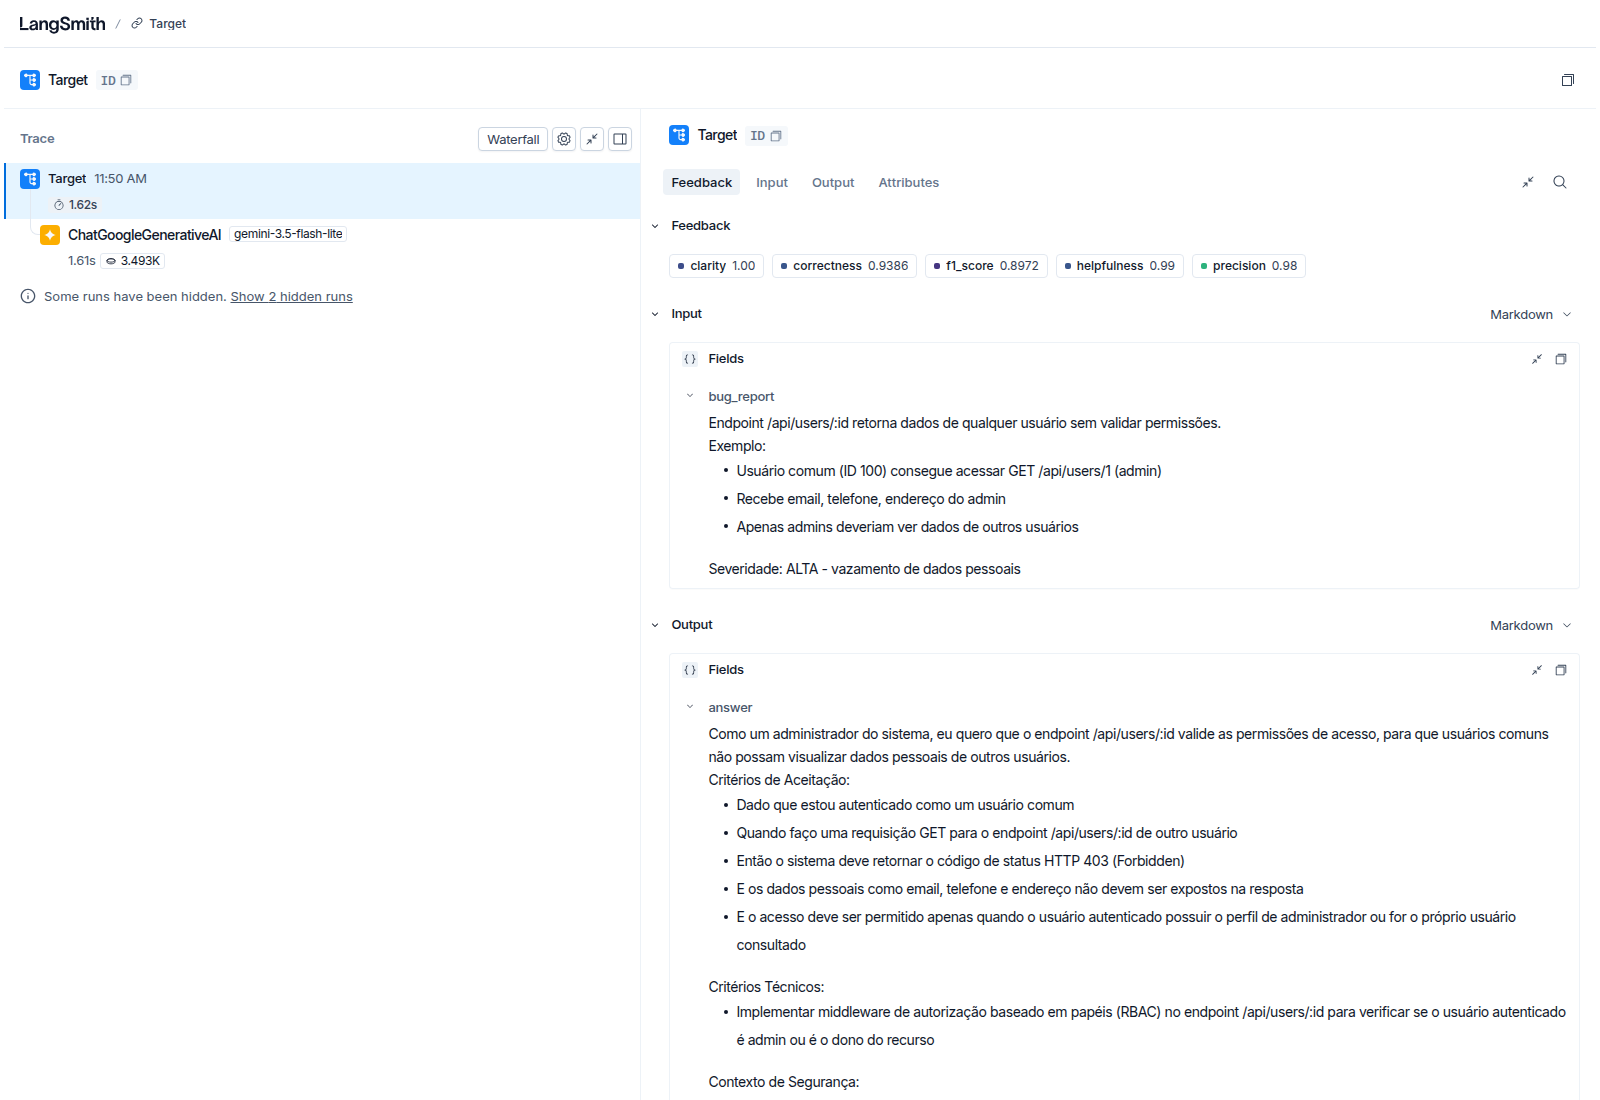 LangSmith / Target
Target ID
Trace
Waterfall
Target 11:50 AM
1.62s
ChatGoogleGenerativeAI gemini-3.5-flash-lite
1.61s 3.493K
Some runs have been hidden. Show 2 hidden runs
Target ID
Feedback Input Output Attributes
Feedback
clarity 1.00 correctness 0.9386 f1_score 0.8972 helpfulness 0.99 precision 0.98
Input Markdown
{} Fields
bug_report
Endpoint /api/users/:id retorna dados de qualquer usuário sem validar permissões.
Exemplo:
• Usuário comum (ID 100) consegue acessar GET /api/users/1 (admin)
• Recebe email, telefone, endereço do admin
• Apenas admins deveriam ver dados de outros usuários
Severidade: ALTA - vazamento de dados pessoais
Output Markdown
{} Fields
answer
Como um administrador do sistema, eu quero que o endpoint /api/users/:id valide as permissões de acesso, para que usuários comuns
não possam visualizar dados pessoais de outros usuários.
Critérios de Aceitação:
• Dado que estou autenticado como um usuário comum
• Quando faço uma requisição GET para o endpoint /api/users/:id de outro usuário
• Então o sistema deve retornar o código de status HTTP 403 (Forbidden)
• E os dados pessoais como email, telefone e endereço não devem ser expostos na resposta
• E o acesso deve ser permitido apenas quando o usuário autenticado possuir o perfil de administrador ou for o próprio usuário
consultado
Critérios Técnicos:
• Implementar middleware de autorização baseado em papéis (RBAC) no endpoint /api/users/:id para verificar se o usuário autenticado
é admin ou é o dono do recurso
Contexto de Segurança: